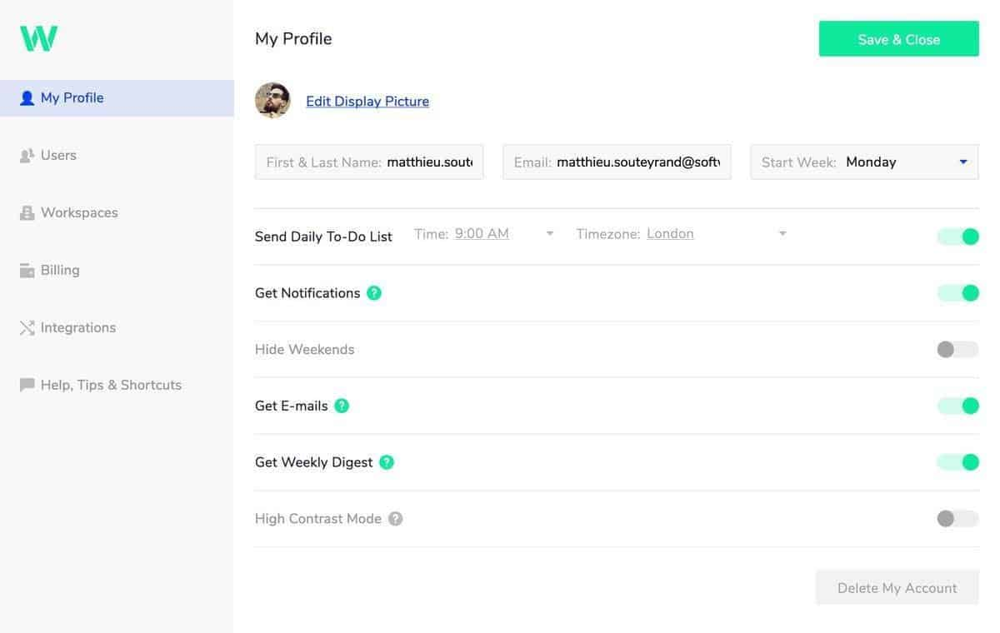 W
My Profile
Save & Close
My Profile
Edit Display Picture
Users
First & Last Name: matthieu.sout
Email: matthieu.souteyrand@soft
Start Week: Monday
Workspaces
Send Daily To-Do List
Time: 9:00 AM
Timezone: London
Billing
Get Notifications ?
Integrations
Hide Weekends
Help, Tips & Shortcuts
Get E-mails ?
Get Weekly Digest ?
High Contrast Mode ?
Delete My Account